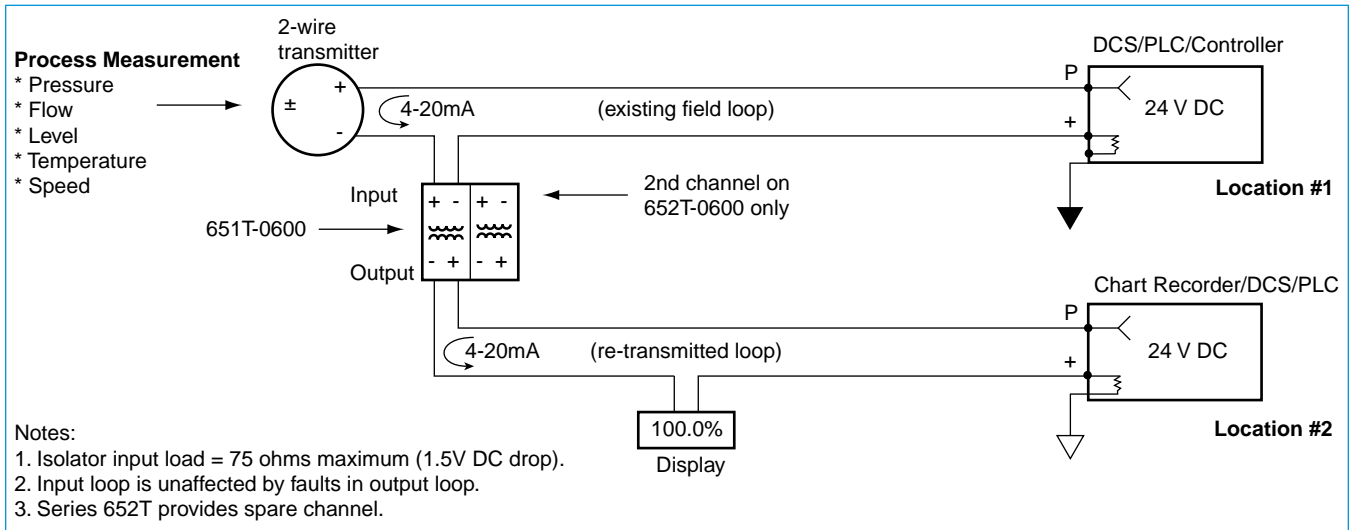 2-wire
transmitter
Process Measurement
* Pressure
* Flow
* Level
* Temperature
* Speed
+
±
-
4-20mA
(existing field loop)
DCS/PLC/Controller
P
24 V DC
+
Location #1
Input
+ - + -
2nd channel on
652T-0600 only
651T-0600
Output
- + - +
Chart Recorder/DCS/PLC
P
24 V DC
+
4-20mA
(re-transmitted loop)
Location #2
100.0%
Display
Notes:
1. Isolator input load = 75 ohms maximum (1.5V DC drop).
2. Input loop is unaffected by faults in output loop.
3. Series 652T provides spare channel.